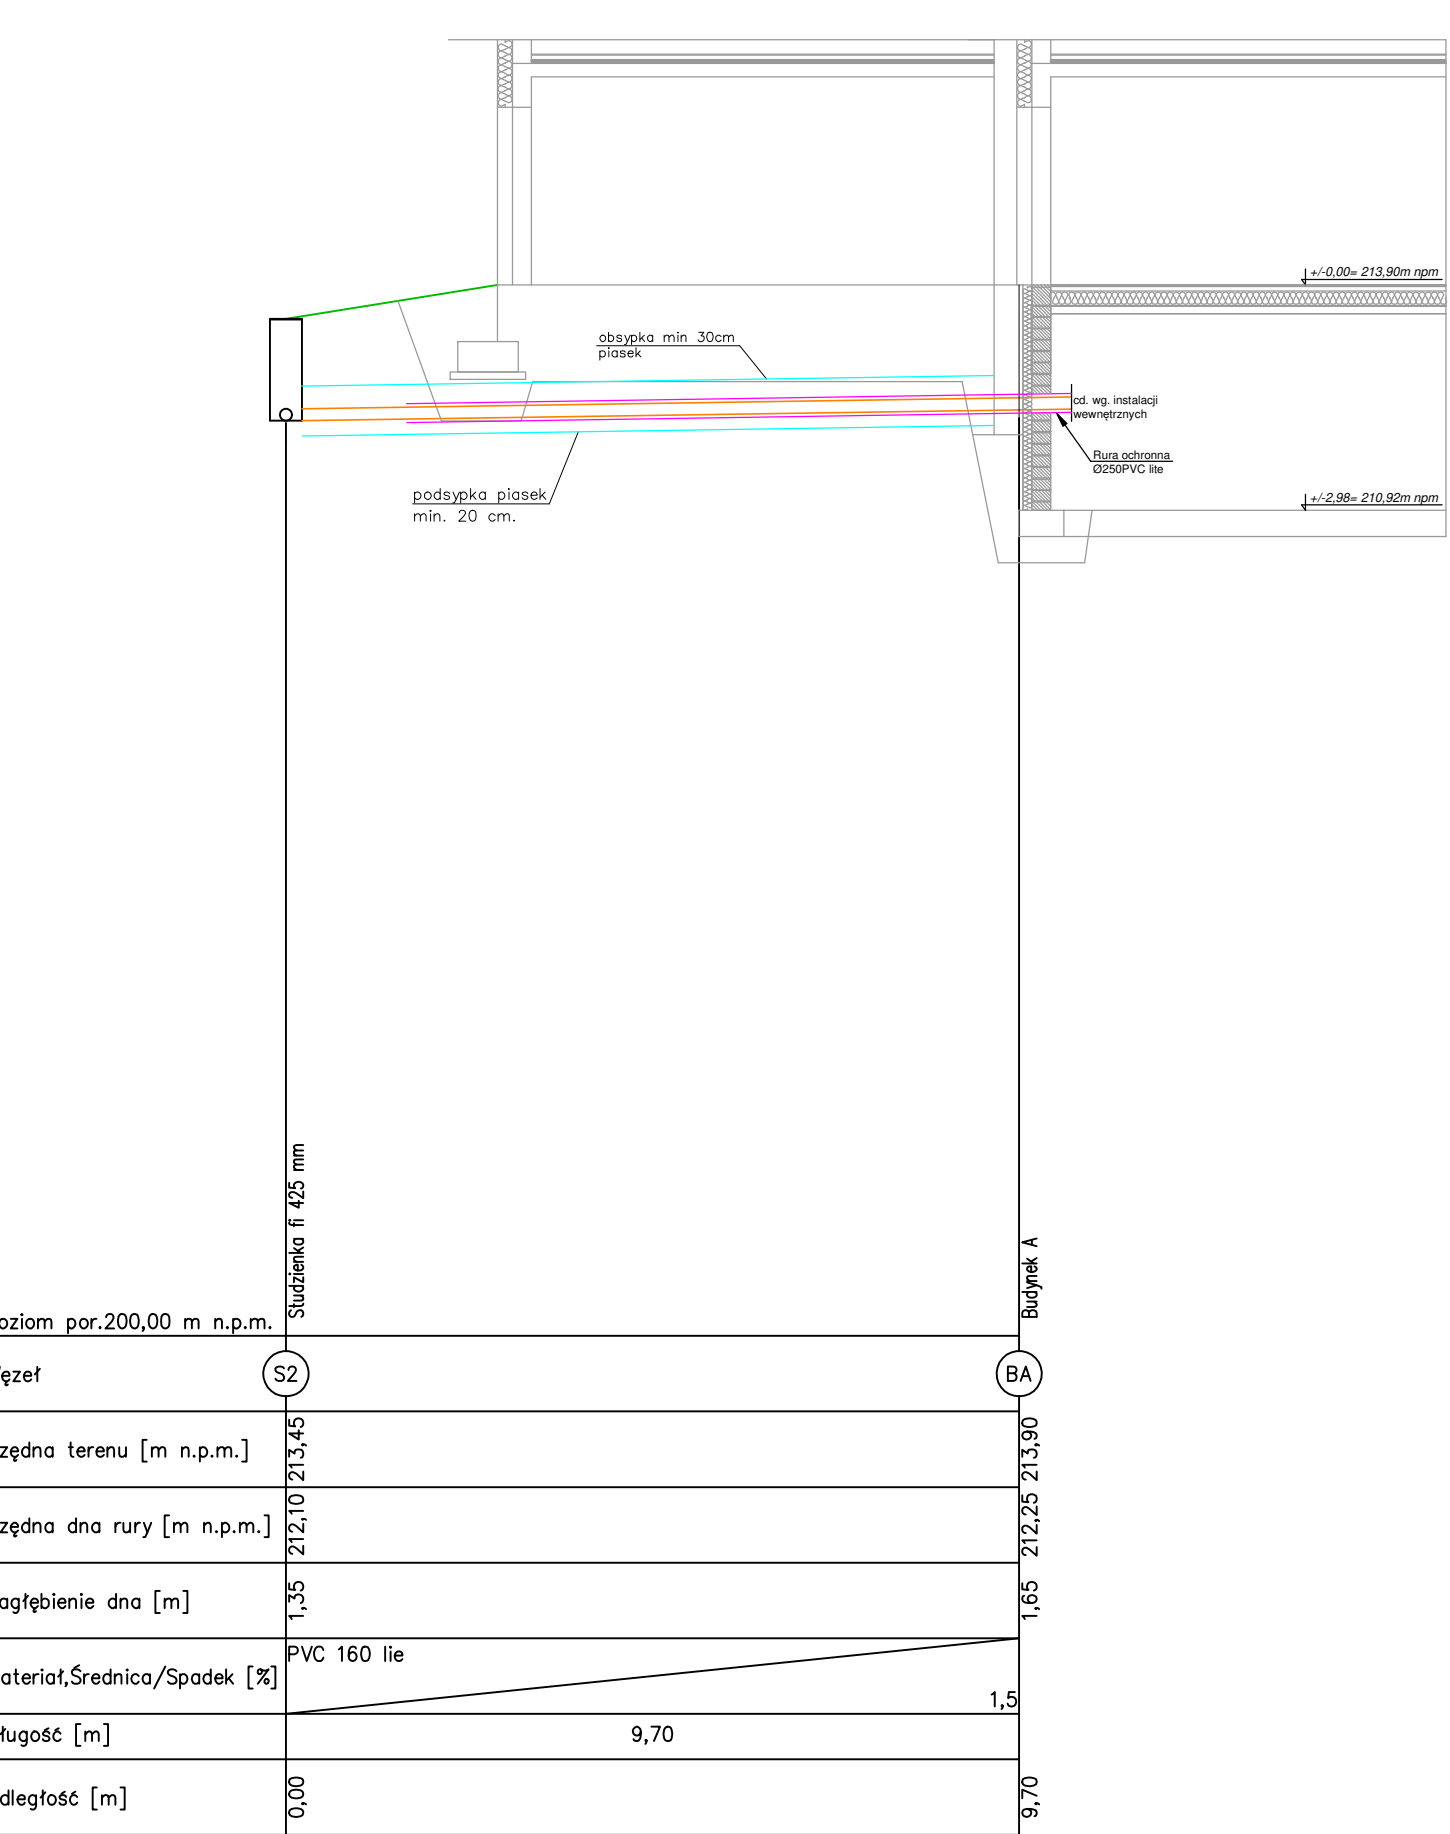 +/-0,00= 213,90m npm
obsypka min 30cm
piasek
cd. wg. instalacji
wewnętrznych
Rura ochronna
Ø250PVC lite
podsypka piasek
min. 20 cm.
+/-2,98= 210,92m npm
Studzienka fi 425 mm
Budynek A
oziom por.200,00 m n.p.m.
ęzeł
S2
BA
zędna terenu [m n.p.m.]
213,45
213,90
zędna dna rury [m n.p.m.]
212,10
212,25
agłębienie dna [m]
1,35
1,65
PVC 160 lie
ateriał,Średnica/Spadek [%]
1,5
ługość [m]
9,70
dległość [m]
0,00
9,70